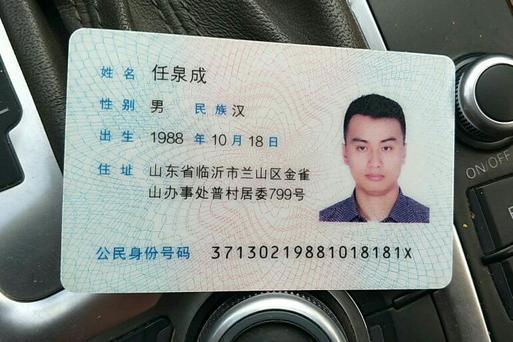 姓名 任泉成
性别 男 民族 汉
出生 1988 年 10 月 18 日
住址 山东省临沂市兰山区金雀
山办事处普村居委799号
公民身份号码 37130219881018181X
ON OFF